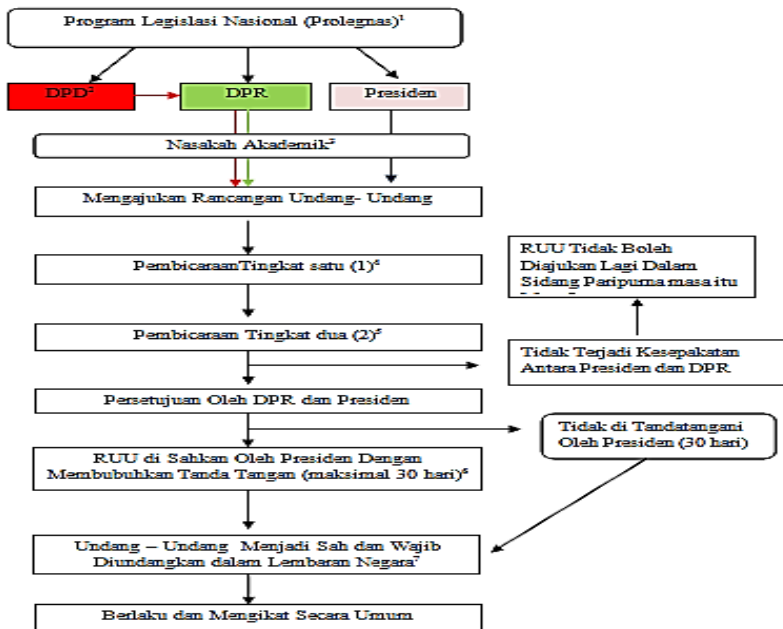 Program Legislasi Nasional (Prolegnas)¹
DPD²
DPR
Presiden
Nasakah Akademik³
Mengajukan Rancangan Undang- Undang
PembicaraanTingkat satu (1)⁴
RUU Tidak Boleh
Diajukan Lagi Dalam
Sidang Paripurna masa itu
Pembicaraan Tingkat dua (2)⁵
Tidak Terjadi Kesepakatan
Antara Presiden dan DPR
Persetujuan Oleh DPR dan Presiden
Tidak di Tandatangani
Oleh Presiden (30 hari)
RUU di Sahkan Oleh Presiden Dengan
Membubuhkan Tanda Tangan (maksimal 30 hari)⁶
Undang – Undang Menjadi Sah dan Wajib
Diundangkan dalam Lembaran Negara⁷
Berlaku dan Mengikat Secara Umum